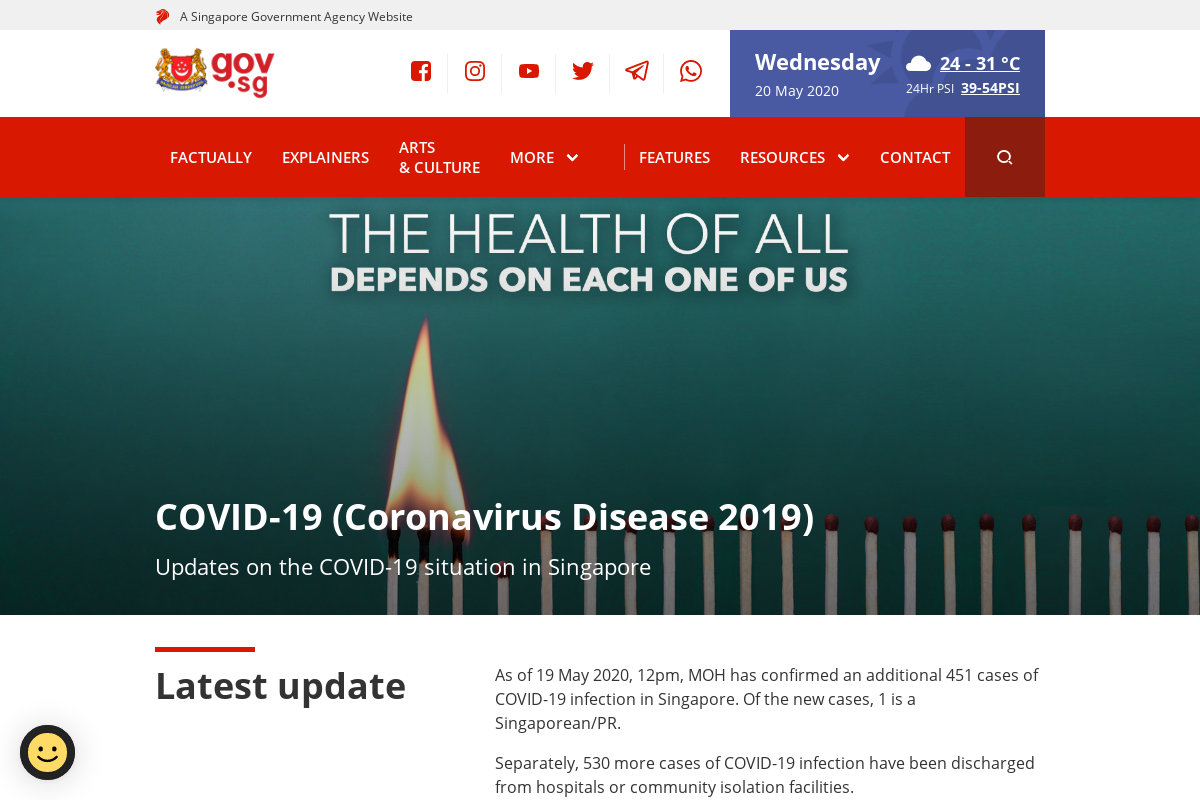 A Singapore Government Agency Website
gov
.sg
Wednesday
24 - 31 °C
20 May 2020
24Hr PSI 39-54PSI
FACTUALLY
EXPLAINERS
ARTS
& CULTURE
MORE
FEATURES
RESOURCES
CONTACT
THE HEALTH OF ALL
DEPENDS ON EACH ONE OF US
COVID-19 (Coronavirus Disease 2019)
Updates on the COVID-19 situation in Singapore
Latest update
As of 19 May 2020, 12pm, MOH has confirmed an additional 451 cases of
COVID-19 infection in Singapore. Of the new cases, 1 is a
Singaporean/PR.
Separately, 530 more cases of COVID-19 infection have been discharged
from hospitals or community isolation facilities.